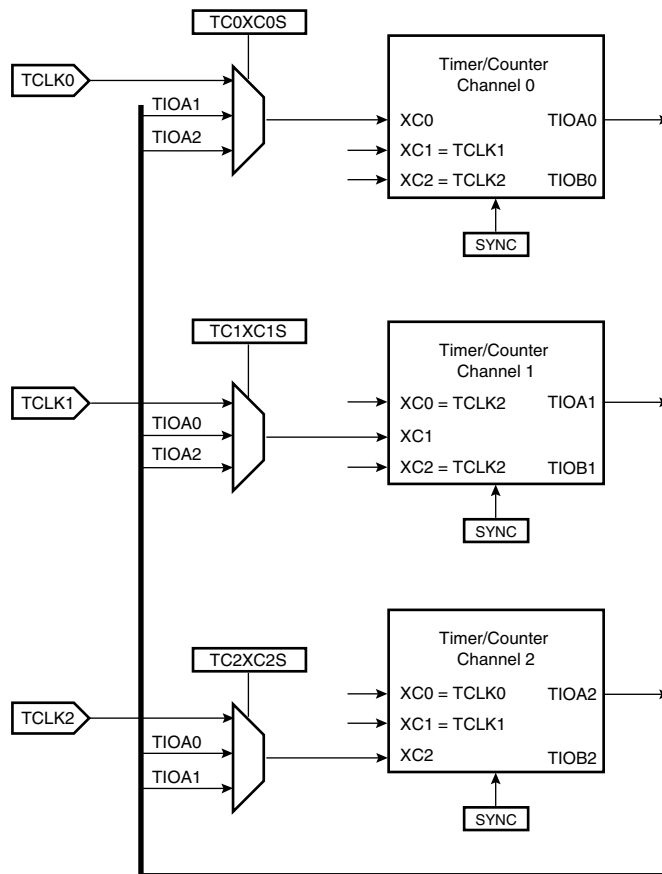 TC0XC0S
TCLK0
TIOA1
TIOA2
Timer/Counter
Channel 0
XC0
TIOA0
XC1 = TCLK1
XC2 = TCLK2
TIOB0
SYNC
TC1XC1S
TCLK1
TIOA0
TIOA2
Timer/Counter
Channel 1
XC0 = TCLK2
TIOA1
XC1
XC2 = TCLK2
TIOB1
SYNC
TC2XC2S
TCLK2
TIOA0
TIOA1
Timer/Counter
Channel 2
XC0 = TCLK0
TIOA2
XC1 = TCLK1
XC2
TIOB2
SYNC